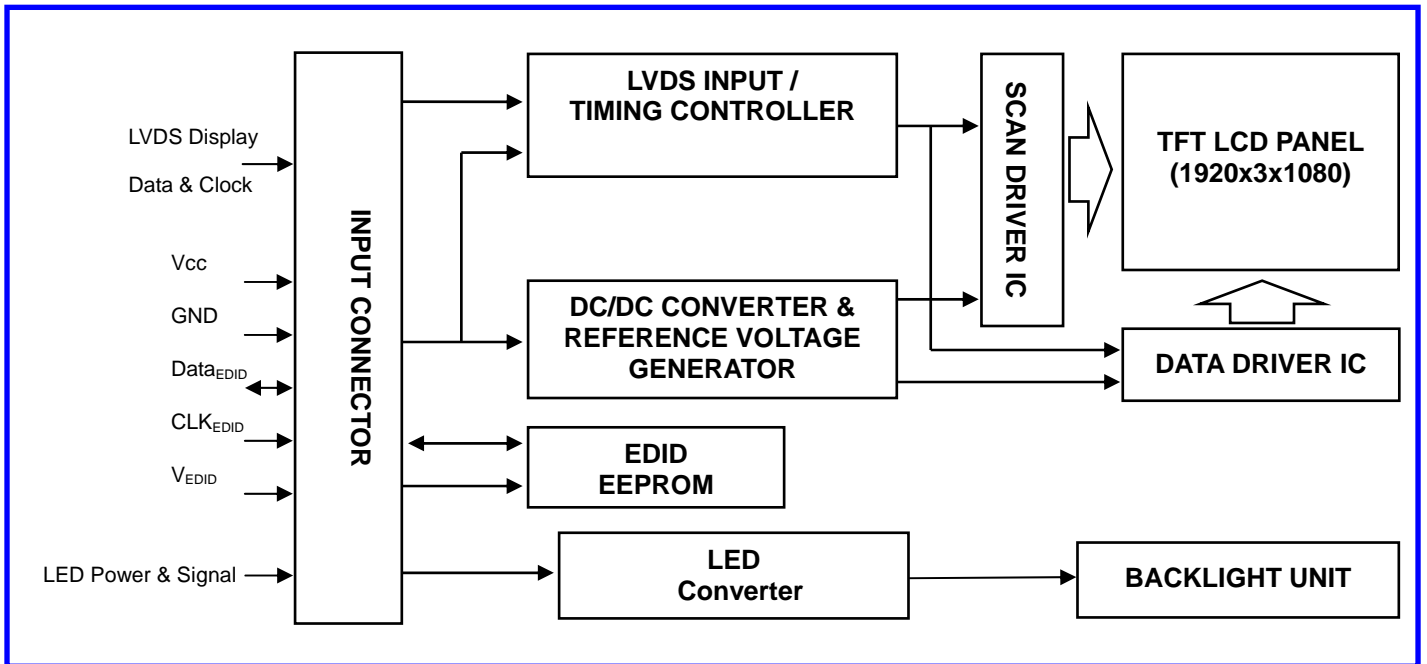 LVDS Display
Data & Clock
Vcc
GND
DataEDID
CLKEDID
VEDID
LED Power & Signal
INPUT CONNECTOR
LVDS INPUT /
TIMING CONTROLLER
DC/DC CONVERTER &
REFERENCE VOLTAGE
GENERATOR
EDID
EEPROM
LED
Converter
SCAN DRIVER IC
TFT LCD PANEL
(1920x3x1080)
DATA DRIVER IC
BACKLIGHT UNIT